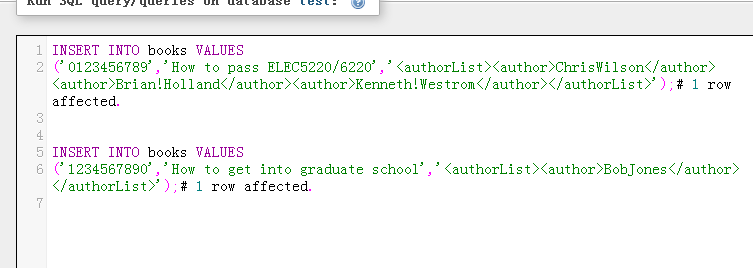 Run SQL query/queries on database test:
1 INSERT INTO books VALUES
2 ('0123456789','How to pass ELEC5220/6220','<authorList><author>ChrisWilson</author>
<author>Brian!Holland</author><author>Kenneth!Westrom</author></authorList>');# 1 row
affected.
3
4
5 INSERT INTO books VALUES
6 ('1234567890','How to get into graduate school','<authorList><author>BobJones</author>
</authorList>');# 1 row affected.
7